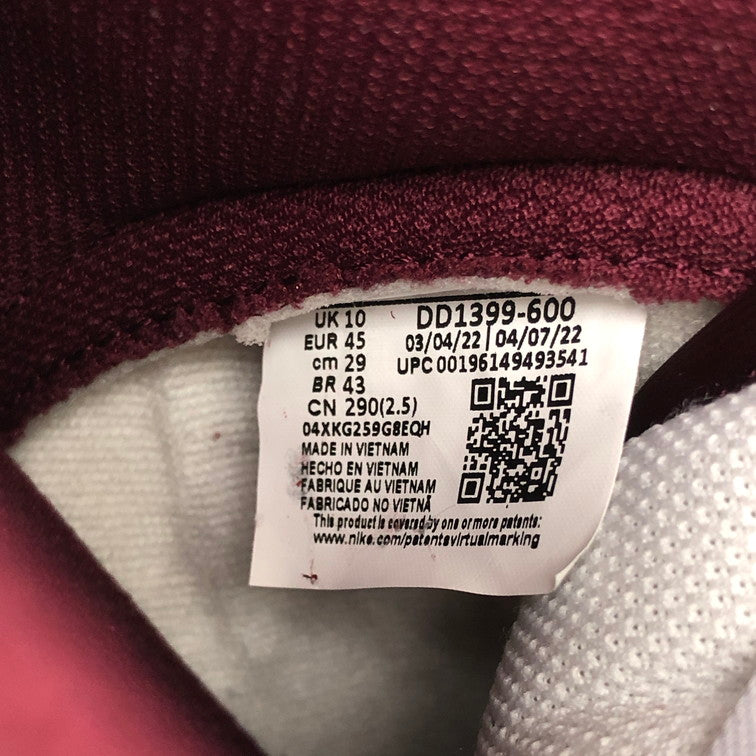 UK 10 DD1399-600
EUR 45 03/04/22 | 04/07/22
cm 29 UPC 00196149493541
BR 43
CN 290(2.5)
04XKG259G8EQH
MADE IN VIETNAM
HECHO EN VIETNAM
FABRIQUE AU VIETNAM
FABRICADO NO VIETNÃ
This product is covered by one or more patents:
www.nike.com/patentsvirtualmarking